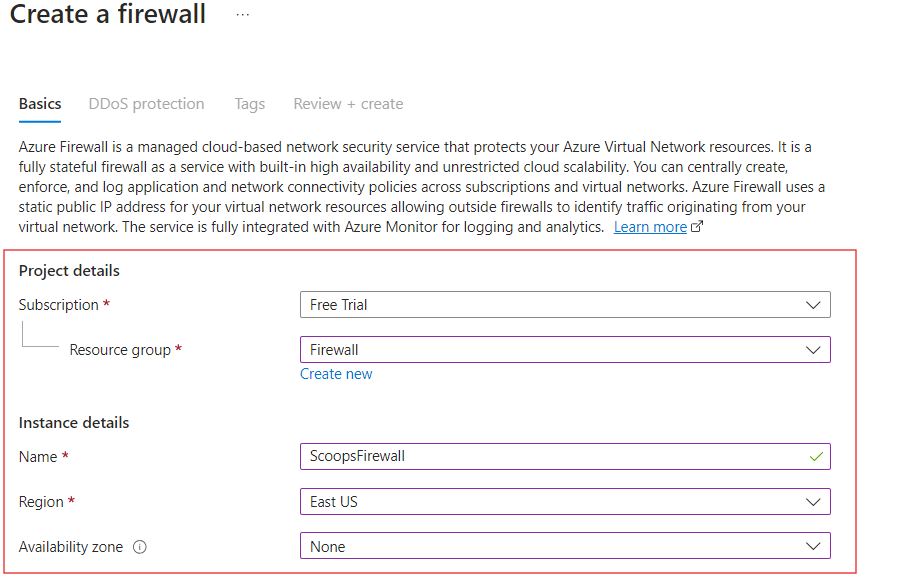 Create a firewall ...
Basics DDoS protection Tags Review + create
Azure Firewall is a managed cloud-based network security service that protects your Azure Virtual Network resources. It is a
fully stateful firewall as a service with built-in high availability and unrestricted cloud scalability. You can centrally create,
enforce, and log application and network connectivity policies across subscriptions and virtual networks. Azure Firewall uses a
static public IP address for your virtual network resources allowing outside firewalls to identify traffic originating from your
virtual network. The service is fully integrated with Azure Monitor for logging and analytics. Learn more
Project details
Subscription * Free Trial
Resource group * Firewall
Create new
Instance details
Name * ScoopsFirewall
Region * East US
Availability zone None